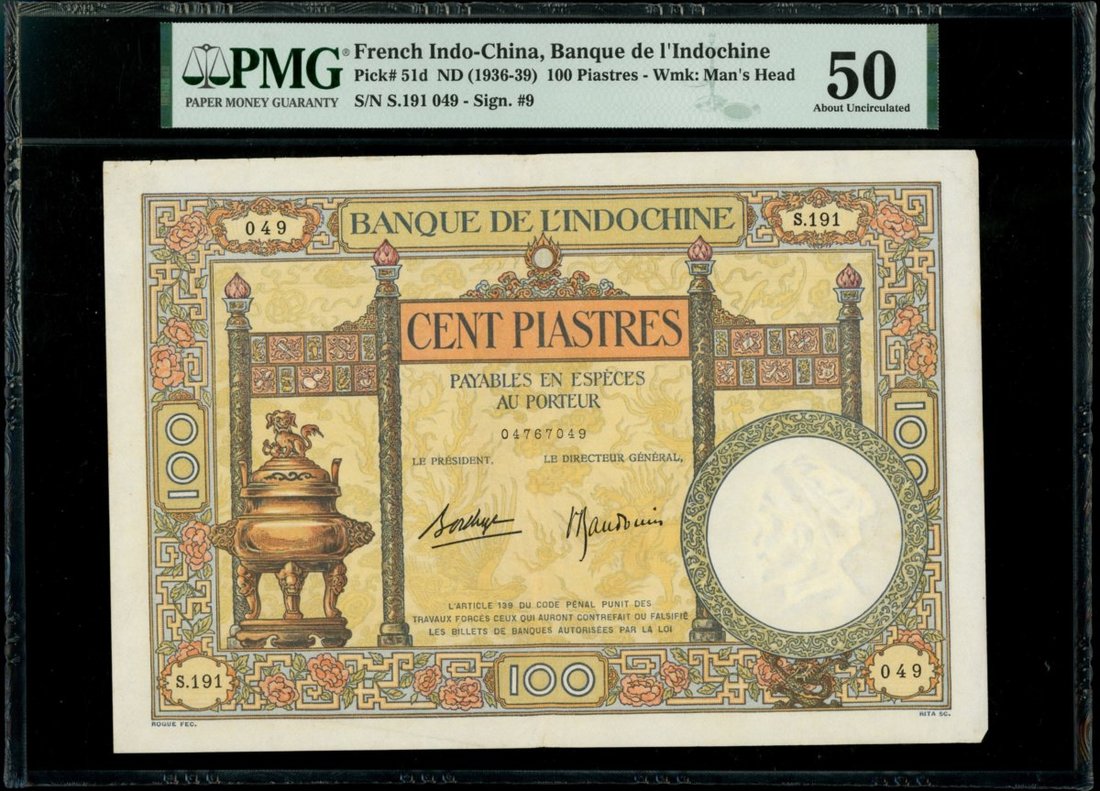 PMG®
PAPER MONEY GUARANTY
French Indo-China, Banque de l'Indochine
Pick# 51d ND (1936-39) 100 Piastres - Wmk: Man's Head
S/N S.191 049 - Sign. #9
50
About Uncirculated
049
BANQUE DE L'INDOCHINE
S.191
CENT PIASTRES
PAYABLES EN ESPÈCES
AU PORTEUR
04767049
LE PRÉSIDENT,
LE DIRECTEUR GÉNÉRAL,
100
100
L'ARTICLE 139 DU CODE PÉNAL PUNIT DES
TRAVAUX FORCÉS CEUX QUI AURONT CONTREFAIT OU FALSIFIÉ
LES BILLETS DE BANQUES AUTORISÉES PAR LA LOI
S.191
100
049
ROQUE FEC.
RITA SC.